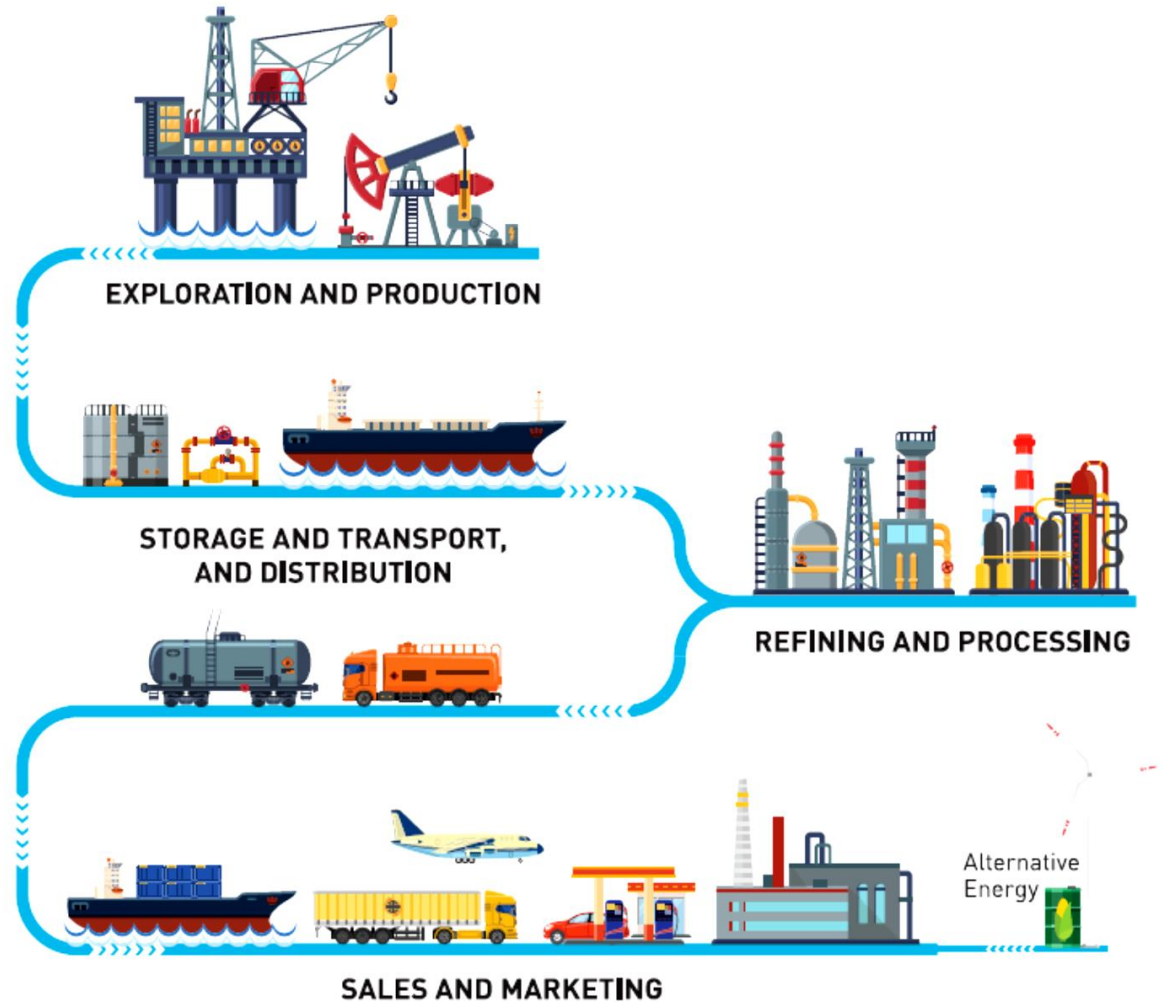 EXPLORATION AND PRODUCTION
STORAGE AND TRANSPORT,
AND DISTRIBUTION
REFINING AND PROCESSING
Alternative
Energy
SALES AND MARKETING